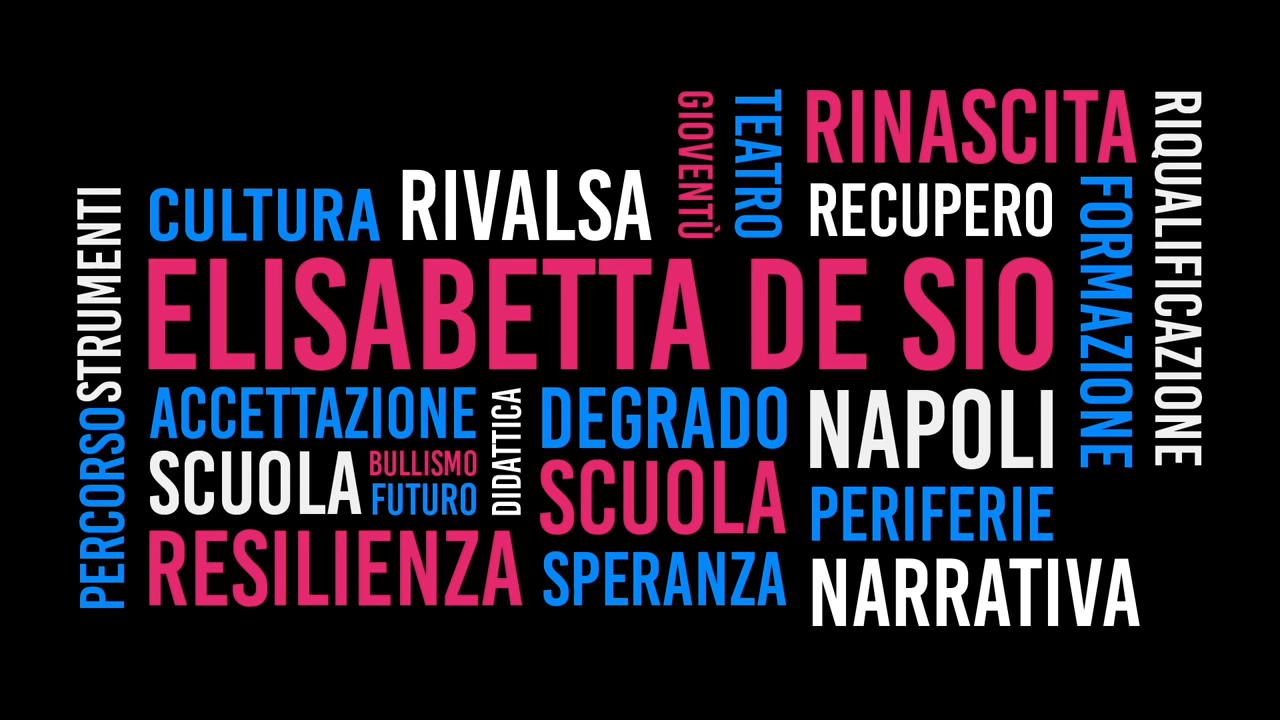 GIOVENTÙ
TEATRO
RINASCITA
RIQUALIFICAZIONE
STRUMENTI
CULTURA
RIVALSA
RECUPERO
FORMAZIONE
ELISABETTA DE SIO
ACCETTAZIONE
DIDATTICA
DEGRADO
NAPOLI
PERCORSO
SCUOLA
BULLISMO
FUTURO
SCUOLA
PERIFERIE
RESILIENZA
SPERANZA
NARRATIVA